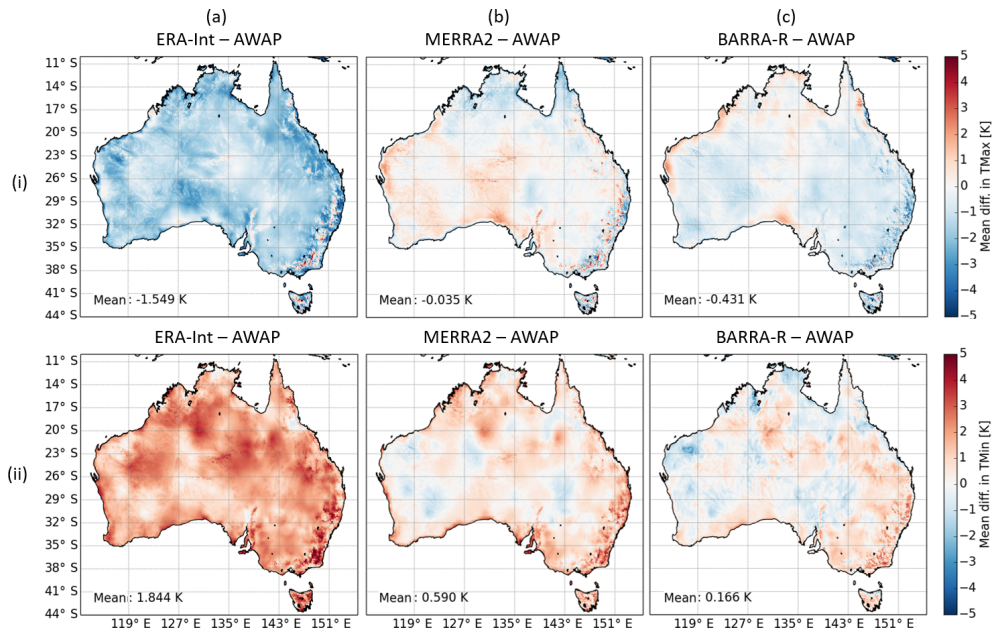 (a) (b) (c)
ERA-Int – AWAP MERRA2 – AWAP BARRA-R – AWAP
(i)
11° S
14° S
17° S
20° S
23° S
26° S
29° S
32° S
35° S
38° S
41° S
44° S
Mean: -1.549 K
Mean: -0.035 K
Mean: -0.431 K
5
4
3
2
1
0
−1
−2
−3
−4
−5
Mean diff. in TMax [K]
ERA-Int – AWAP MERRA2 – AWAP BARRA-R – AWAP
(ii)
11° S
14° S
17° S
20° S
23° S
26° S
29° S
32° S
35° S
38° S
41° S
44° S
Mean: 1.844 K
Mean: 0.590 K
Mean: 0.166 K
119° E 127° E 135° E 143° E 151° E
119° E 127° E 135° E 143° E 151° E
119° E 127° E 135° E 143° E 151° E
5
4
3
2
1
0
−1
−2
−3
−4
−5
Mean diff. in TMin [K]